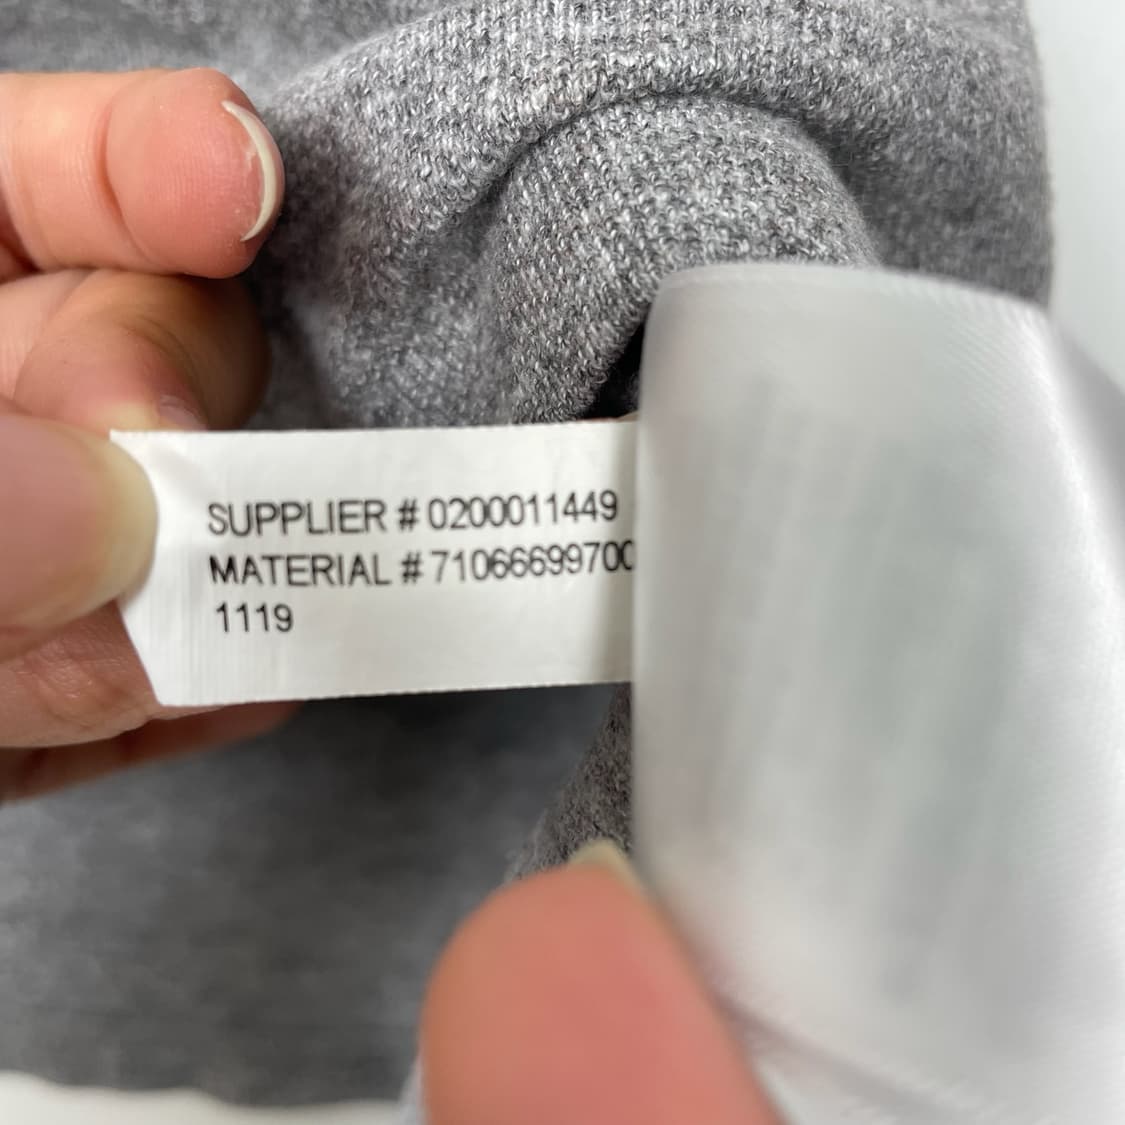 SUPPLIER # 0200011449
MATERIAL # 71066699700
1119